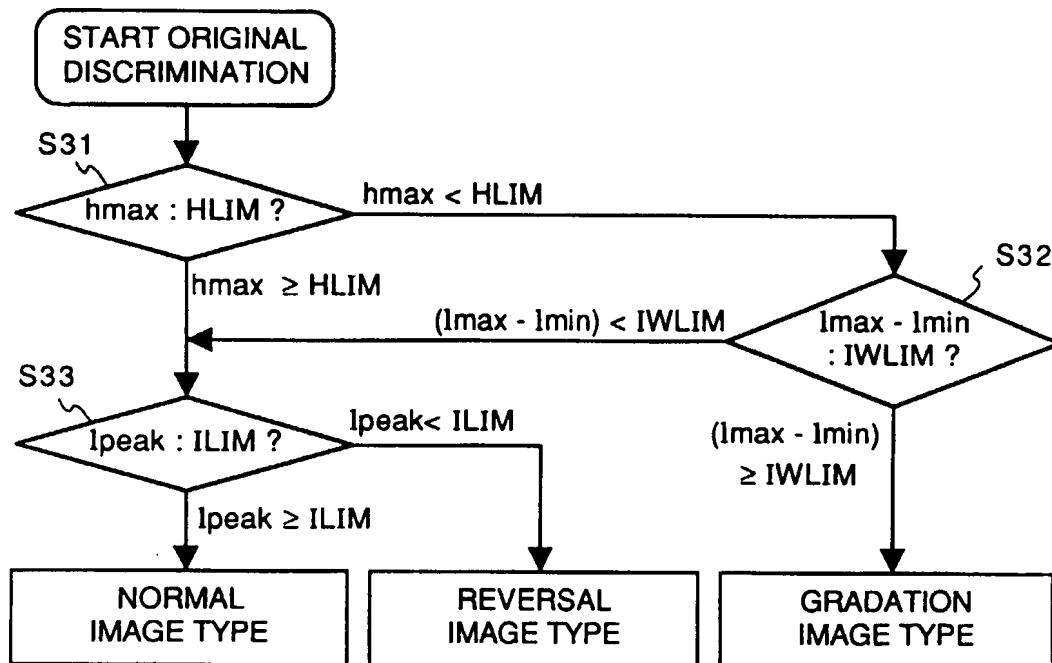 START ORIGINAL
DISCRIMINATION
S31
hmax : HLIM ?
hmax < HLIM
hmax ≥ HLIM
S32
lmax - lmin
: IWLIM ?
(lmax - lmin) < IWLIM
(lmax - lmin)
≥ IWLIM
S33
lpeak : ILIM ?
lpeak< ILIM
lpeak ≥ ILIM
NORMAL
IMAGE TYPE
REVERSAL
IMAGE TYPE
GRADATION
IMAGE TYPE